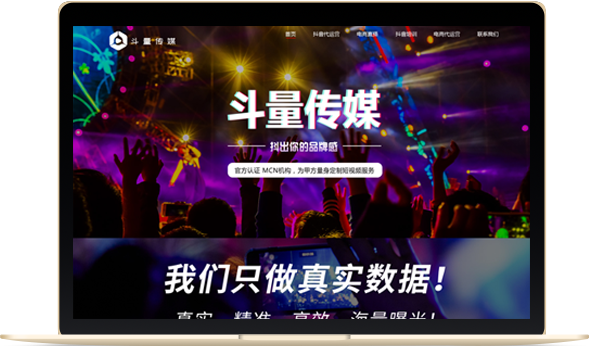 斗量传媒
首页 抖音代运营 电商直播 抖音培训 电商代运营 联系我们
斗量传媒
抖出你的品牌感
官方认证 MCN机构，为甲方量身定制短视频服务
我们只做真实数据！
真实 精准 高效 海量曝光！